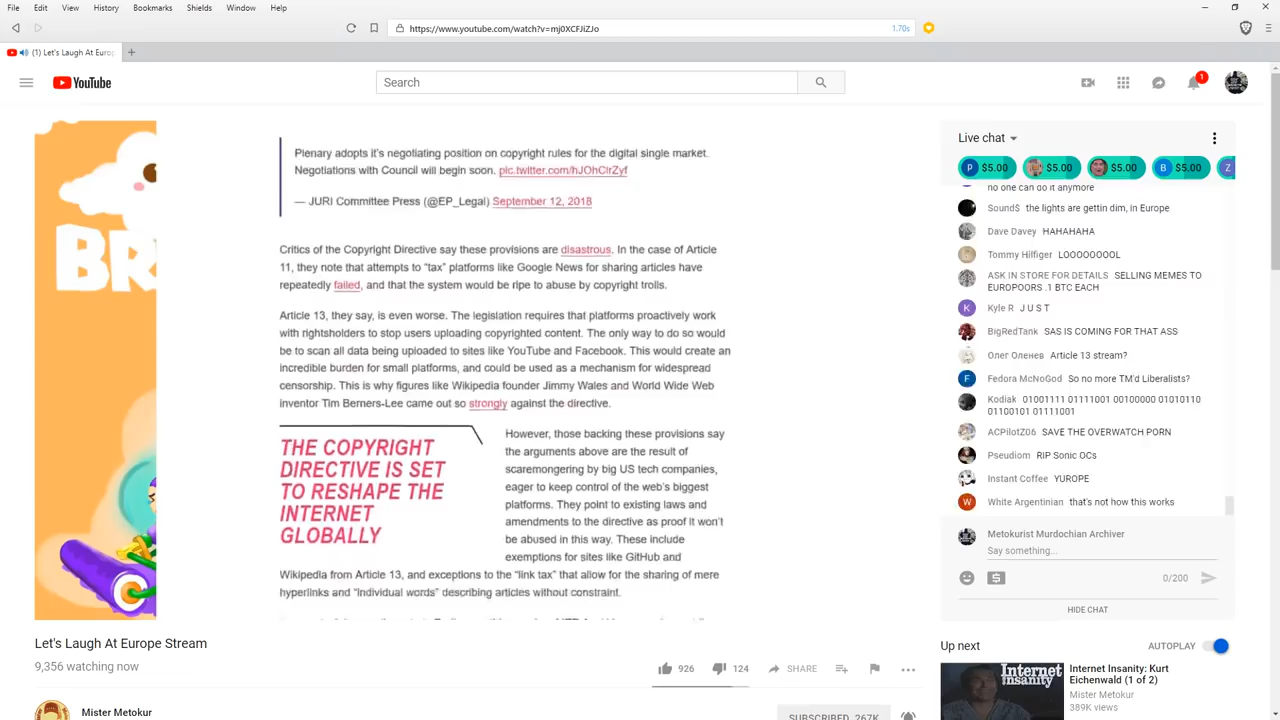 File Edit View History Bookmarks Shields Window Help
https://www.youtube.com/watch?v=mj0XCFJiZJo 1.70s
(1) Let's Laugh At Europ
YouTube
Search
1
BR
Plenary adopts it's negotiating position on copyright rules for the digital single market.
Negotiations with Council will begin soon. pic.twitter.com/hJOhClrZyf
— JURI Committee Press (@EP_Legal) September 12, 2018
Critics of the Copyright Directive say these provisions are disastrous. In the case of Article
11, they note that attempts to “tax” platforms like Google News for sharing articles have
repeatedly failed, and that the system would be ripe to abuse by copyright trolls.
Article 13, they say, is even worse. The legislation requires that platforms proactively work
with rightsholders to stop users uploading copyrighted content. The only way to do so would
be to scan all data being uploaded to sites like YouTube and Facebook. This would create an
incredible burden for small platforms, and could be used as a mechanism for widespread
censorship. This is why figures like Wikipedia founder Jimmy Wales and World Wide Web
inventor Tim Berners-Lee came out so strongly against the directive.
THE COPYRIGHT
DIRECTIVE IS SET
TO RESHAPE THE
INTERNET
GLOBALLY
However, those backing these provisions say
the arguments above are the result of
scaremongering by big US tech companies,
eager to keep control of the web's biggest
platforms. They point to existing laws and
amendments to the directive as proof it won't
be abused in this way. These include
exemptions for sites like GitHub and
Wikipedia from Article 13, and exceptions to the “link tax” that allow for the sharing of mere
hyperlinks and “individual words” describing articles without constraint.
Let's Laugh At Europe Stream
9,356 watching now
926 124 SHARE
Mister Metokur
SUBSCRIBED 267K
Live chat
P $5.00 $5.00 $5.00 B $5.00 Z
no one can do it anymore
Sound$ the lights are gettin dim, in Europe
Dave Davey HAHAHAHA
Tommy Hilfiger LOOOOOOOL
ASK IN STORE FOR DETAILS SELLING MEMES TO
EUROPOORS .1 BTC EACH
K Kyle R J U S T
BigRedTank SAS IS COMING FOR THAT ASS
Олег Оленев Article 13 stream?
F Fedora McNoGod So no more TM'd Liberalists?
Kodiak 01001111 01111001 00100000 01010110
01100101 01111001
ACPilotZ06 SAVE THE OVERWATCH PORN
Pseudiom RIP Sonic OCs
Instant Coffee YUROPE
W White Argentinian that's not how this works
Metokurist Murdochian Archiver
Say something...
0/200
HIDE CHAT
Up next AUTOPLAY
Internet
Insanity
Internet Insanity: Kurt
Eichenwald (1 of 2)
Mister Metokur
389K views